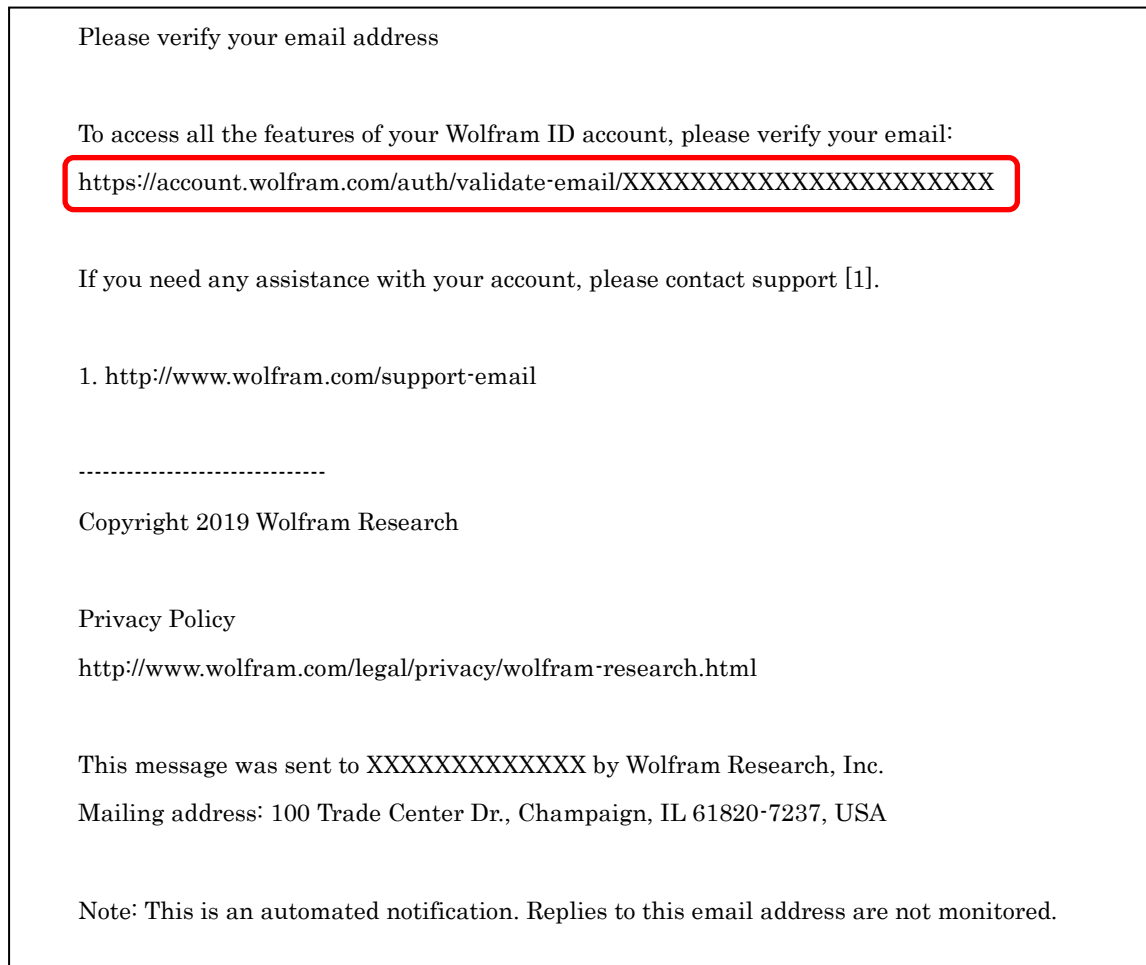 Please verify your email address
To access all the features of your Wolfram ID account, please verify your email:
https://account.wolfram.com/auth/validate-email/XXXXXXXXXXXXXXXXXXXXXX
If you need any assistance with your account, please contact support [1].
1. http://www.wolfram.com/support-email
-------------------------------
Copyright 2019 Wolfram Research
Privacy Policy
http://www.wolfram.com/legal/privacy/wolfram-research.html
This message was sent to XXXXXXXXXXXXX by Wolfram Research, Inc.
Mailing address: 100 Trade Center Dr., Champaign, IL 61820-7237, USA
Note: This is an automated notification. Replies to this email address are not monitored.